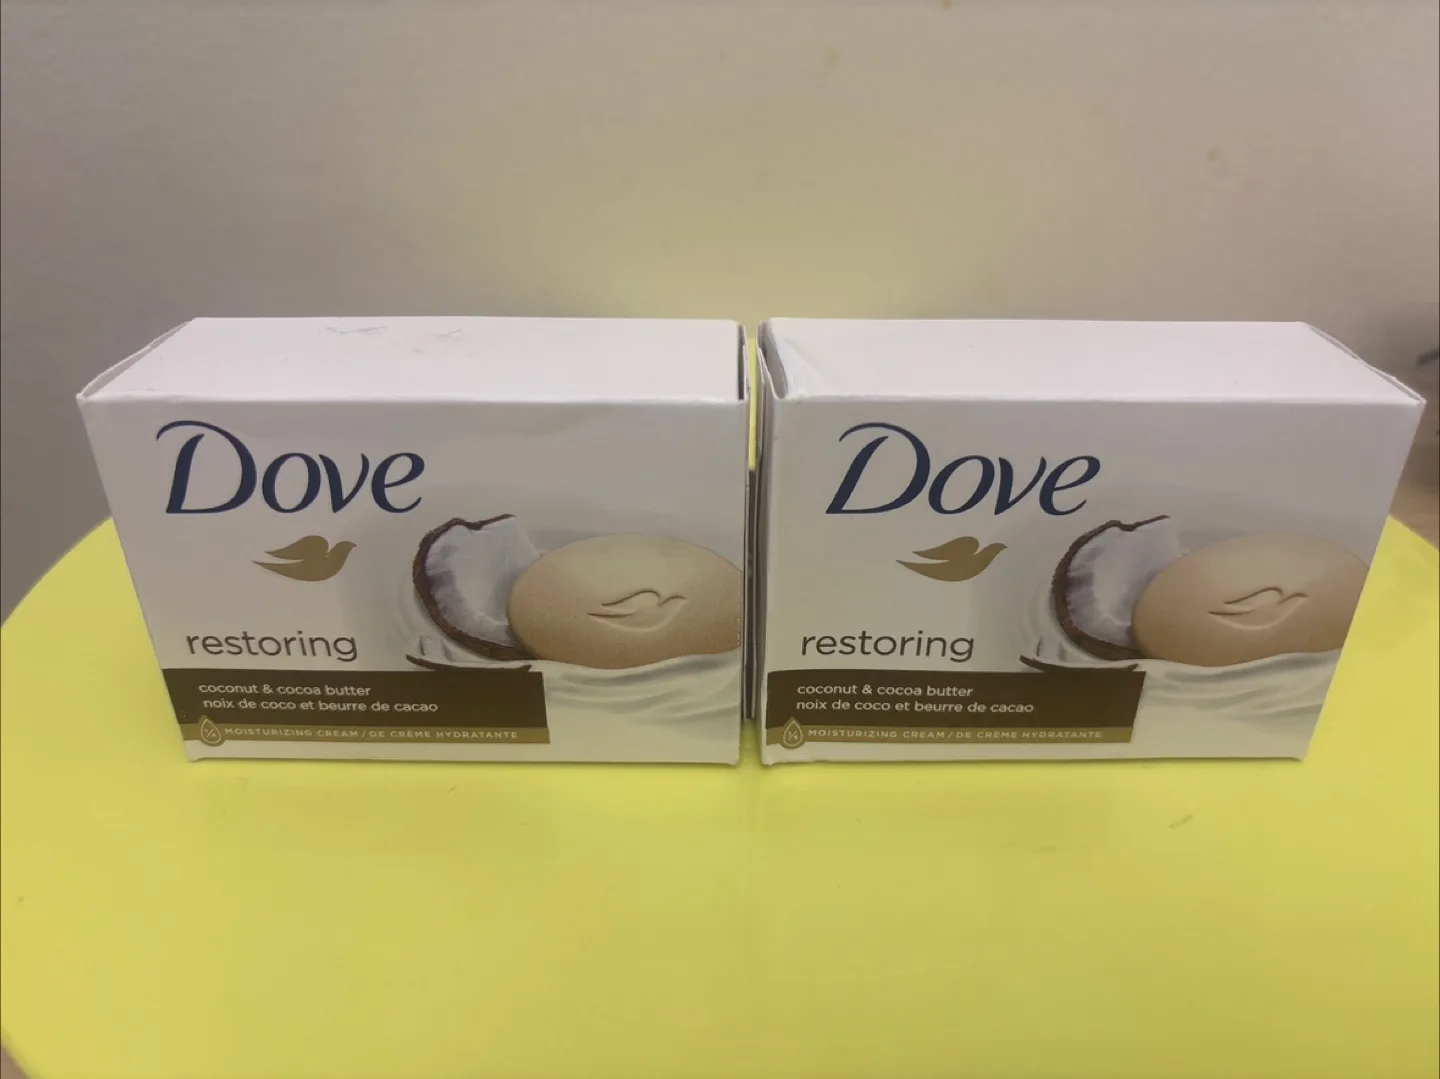 Dove
restoring
coconut & cocoa butter
noix de coco et beurre de cacao
1/4 MOISTURIZING CREAM / DE CRÈME HYDRATANTE
Dove
restoring
coconut & cocoa butter
noix de coco et beurre de cacao
1/4 MOISTURIZING CREAM / DE CRÈME HYDRATANTE